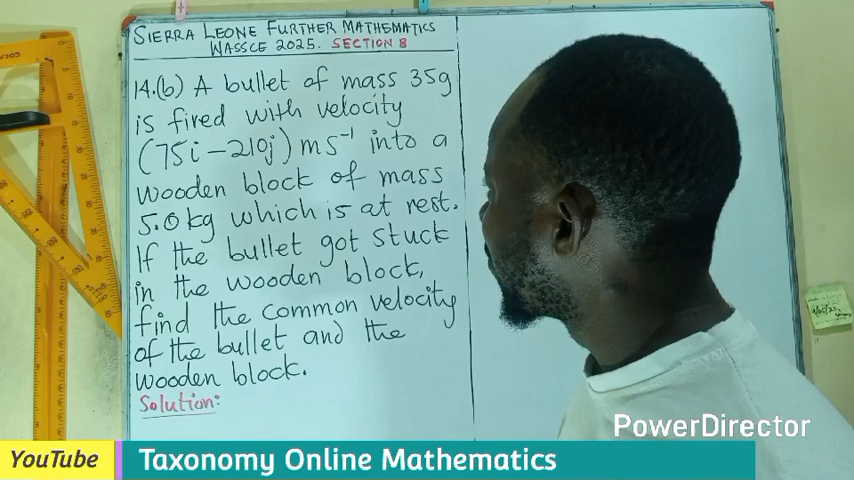 SIERRA LEONE FURTHER MATHEMATICS
WASSCE 2025. SECTION B
14.(b) A bullet of mass 35g
is fired with velocity
(75i - 210j) ms⁻¹ into a
wooden block of mass
5.0kg which is at rest.
If the bullet got stuck
in the wooden block,
find the common velocity
of the bullet and the
wooden block.
Solution:
PowerDirector
YouTube
Taxonomy Online Mathematics